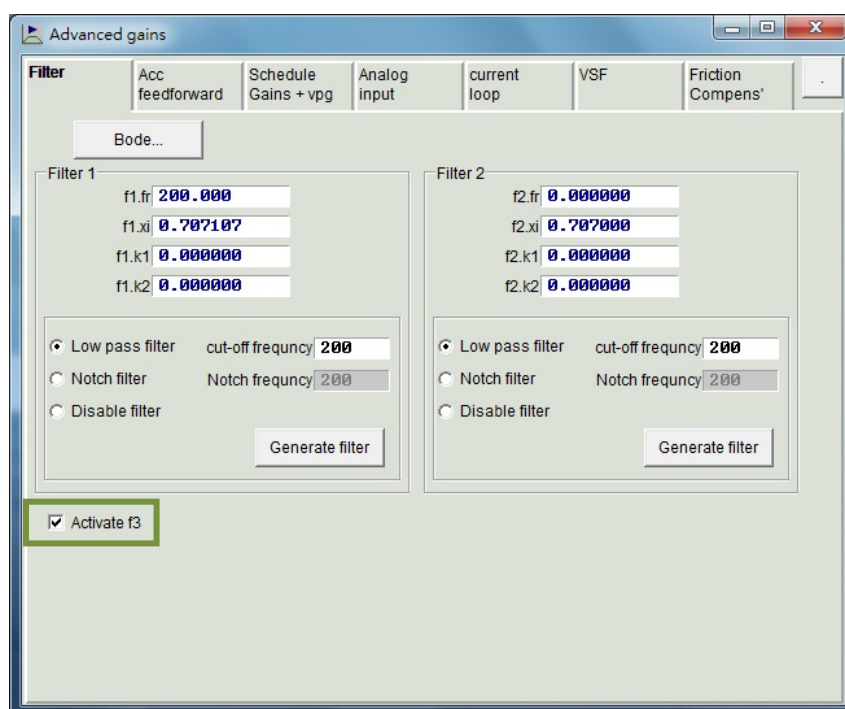 Advanced gains
Filter
Acc feedforward
Schedule Gains + vpg
Analog input
current loop
VSF
Friction Compens'
.
Bode...
Filter 1
f1.fr 200.000
f1.xi 0.707107
f1.k1 0.000000
f1.k2 0.000000
Low pass filter cut-off frequncy 200
Notch filter Notch frequncy 200
Disable filter
Generate filter
Filter 2
f2.fr 0.000000
f2.xi 0.707000
f2.k1 0.000000
f2.k2 0.000000
Low pass filter cut-off frequncy 200
Notch filter Notch frequncy 200
Disable filter
Generate filter
Activate f3